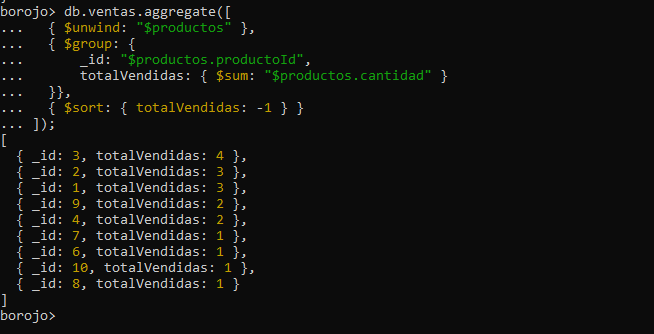 borojo> db.ventas.aggregate([
...     { $unwind: "$productos" },
...     { $group: {
...         _id: "$productos.productoId",
...         totalVendidas: { $sum: "$productos.cantidad" }
...     }},
...     { $sort: { totalVendidas: -1 } }
... ]);
[
  { _id: 3, totalVendidas: 4 },
  { _id: 2, totalVendidas: 3 },
  { _id: 1, totalVendidas: 3 },
  { _id: 9, totalVendidas: 2 },
  { _id: 4, totalVendidas: 2 },
  { _id: 7, totalVendidas: 1 },
  { _id: 6, totalVendidas: 1 },
  { _id: 10, totalVendidas: 1 },
  { _id: 8, totalVendidas: 1 }
]
borojo>